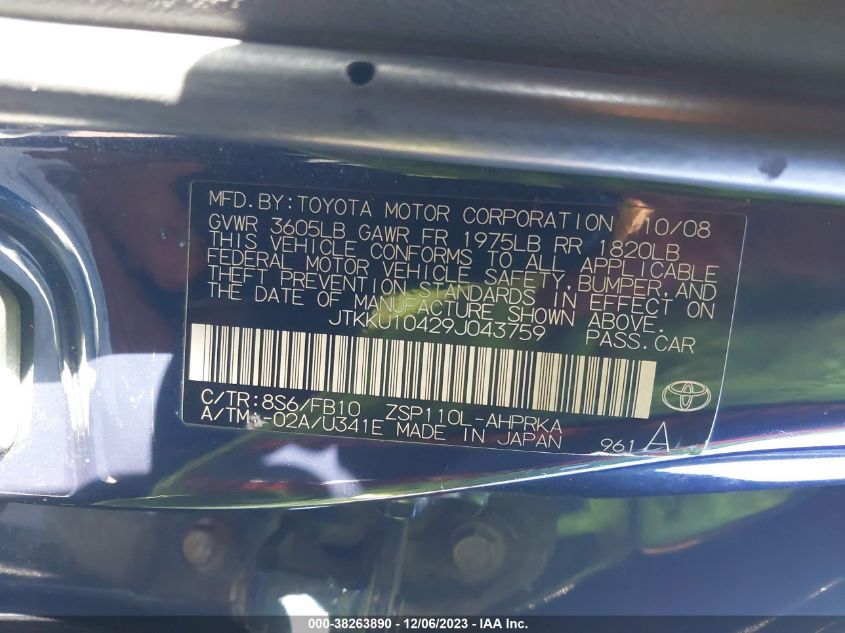 MFD. BY: TOYOTA MOTOR CORPORATION 10/08
GVWR 3605LB GAWR FR 1975LB RR 1820LB
THIS VEHICLE CONFORMS TO ALL APPLICABLE
FEDERAL MOTOR VEHICLE SAFETY, BUMPER, AND
THEFT PREVENTION STANDARDS IN EFFECT ON
THE DATE OF MANUFACTURE SHOWN ABOVE.
JTKKU10429J043759 PASS.CAR
C/TR:8S6/FB10 ZSP110L-AHPRKA
A/TM:-02A/U341E MADE IN JAPAN 961 A
000-38263890 - 12/06/2023 - IAA Inc.